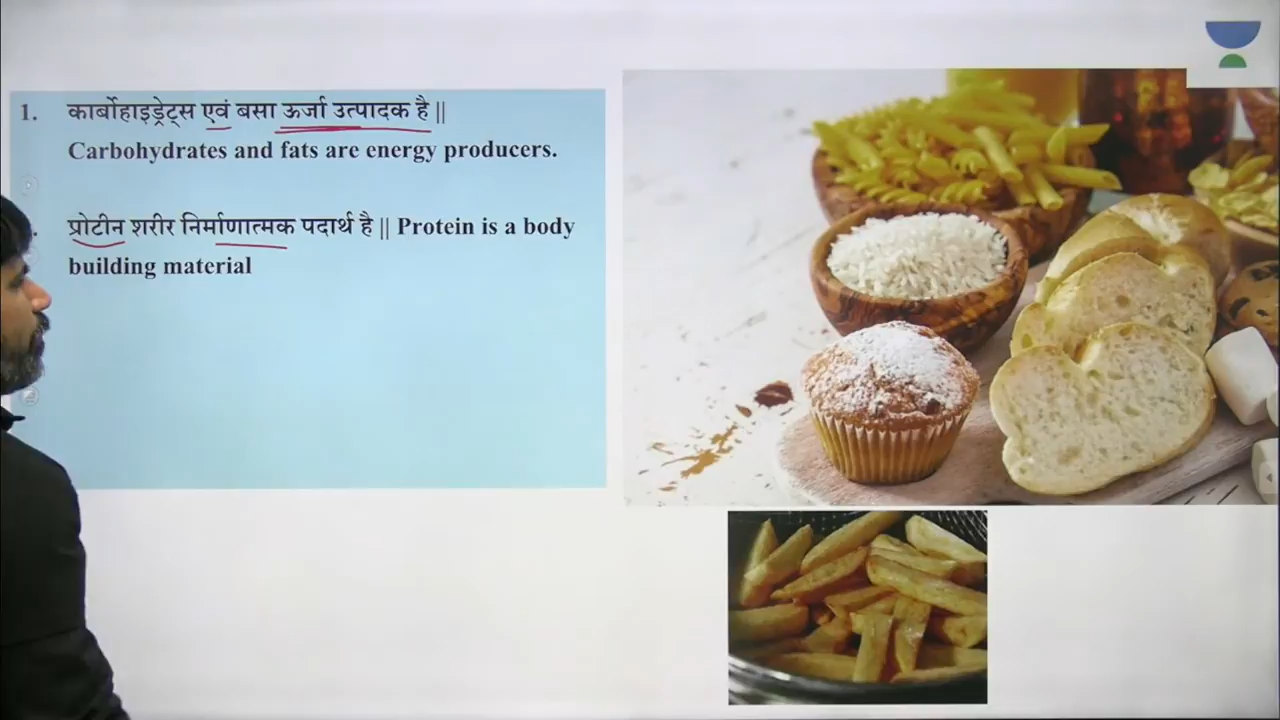 1. कार्बोहाइड्रेट्स एवं बसा ऊर्जा उत्पादक है ||
Carbohydrates and fats are energy producers.
प्रोटीन शरीर निर्माणात्मक पदार्थ है || Protein is a body
building material